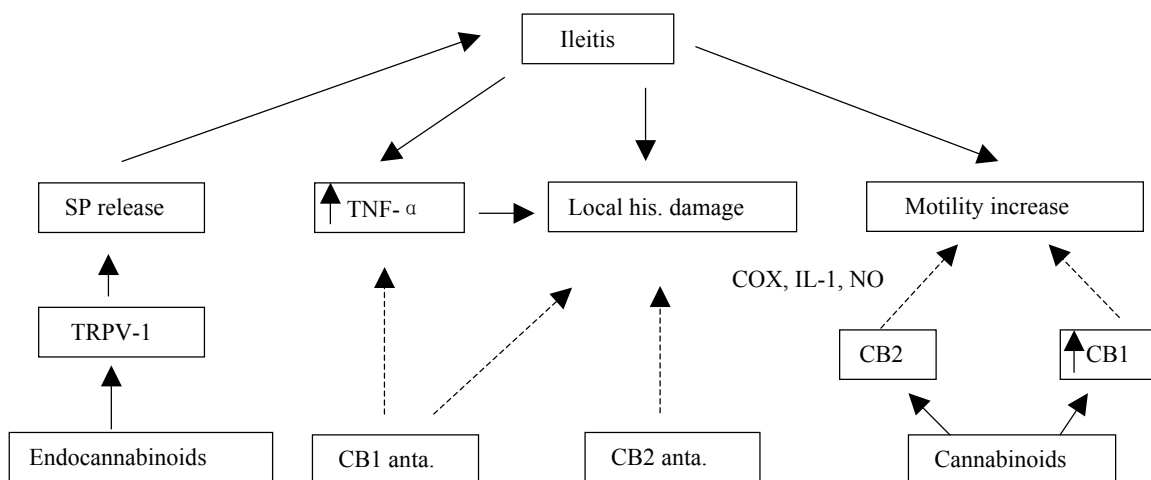 Ileitis
SP release
TNF- α
Local his. damage
Motility increase
COX, IL-1, NO
TRPV-1
CB2
CB1
Endocannabinoids
CB1 anta.
CB2 anta.
Cannabinoids